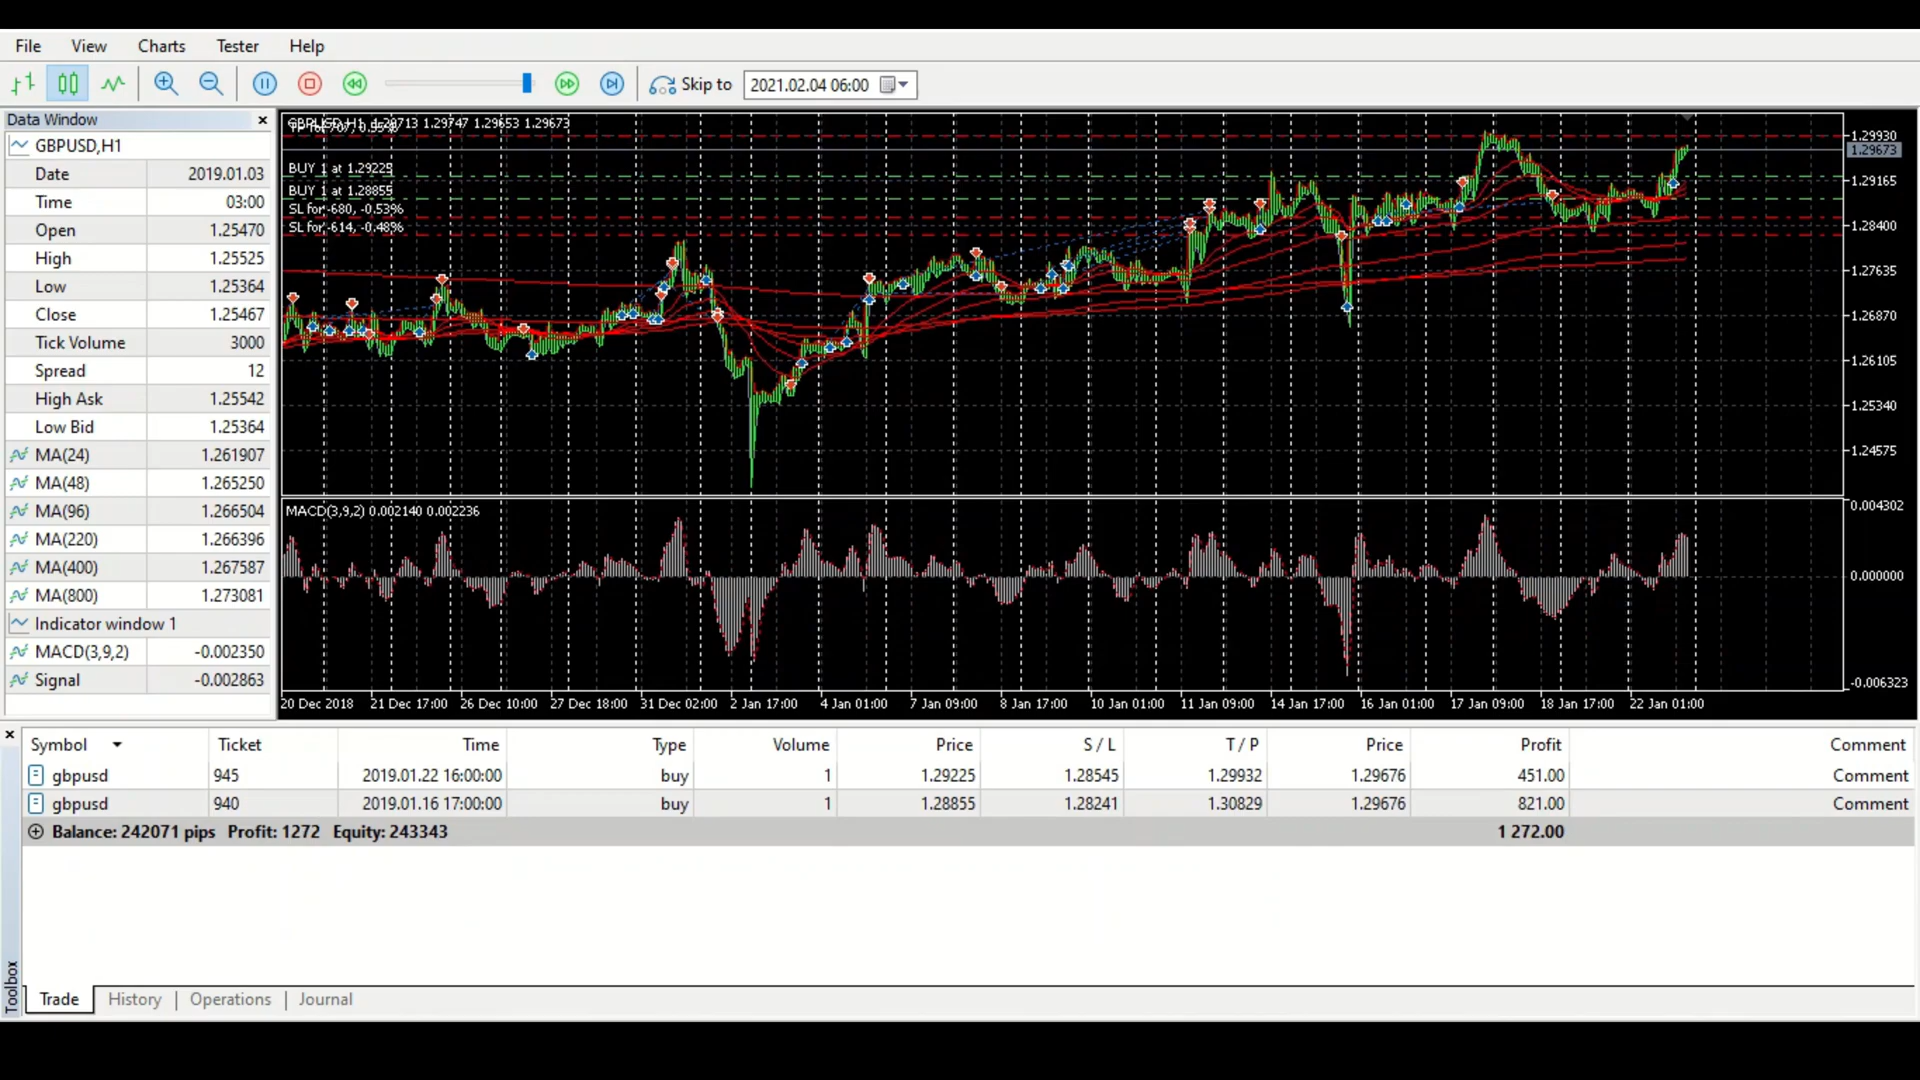 File View Charts Tester Help
Skip to 2021.02.04 06:00
Data Window
GBPUSD,H1
Date 2019.01.03
Time 03:00
Open 1.25470
High 1.25525
Low 1.25364
Close 1.25467
Tick Volume 3000
Spread 12
High Ask 1.25542
Low Bid 1.25364
MA(24) 1.261907
MA(48) 1.265250
MA(96) 1.266504
MA(220) 1.266396
MA(400) 1.267587
MA(800) 1.273081
Indicator window 1
MACD(3,9,2) -0.002350
Signal -0.002863
GBPUSD,H1 1.29713 1.29747 1.29653 1.29673
BUY 1 at 1.29225
BUY 1 at 1.28855
SL for -680, -0.53%
SL for -614, -0.48%
1.29930
1.29673
1.29165
1.28400
1.27635
1.26870
1.26105
1.25340
1.24575
MACD(3,9,2) 0.002140 0.002236
0.004302
0.000000
-0.006323
20 Dec 2018 21 Dec 17:00 26 Dec 10:00 27 Dec 18:00 31 Dec 02:00 2 Jan 17:00 4 Jan 01:00 7 Jan 09:00 8 Jan 17:00 10 Jan 01:00 11 Jan 09:00 14 Jan 17:00 16 Jan 01:00 17 Jan 09:00 18 Jan 17:00 22 Jan 01:00
Symbol Ticket Time Type Volume Price S / L T / P Price Profit Comment
gbpusd 945 2019.01.22 16:00:00 buy 1 1.29225 1.28545 1.29932 1.29676 451.00 Comment
gbpusd 940 2019.01.16 17:00:00 buy 1 1.28855 1.28241 1.30829 1.29676 821.00 Comment
Balance: 242071 pips Profit: 1272 Equity: 243343 1 272.00
Toolbox
Trade History Operations Journal